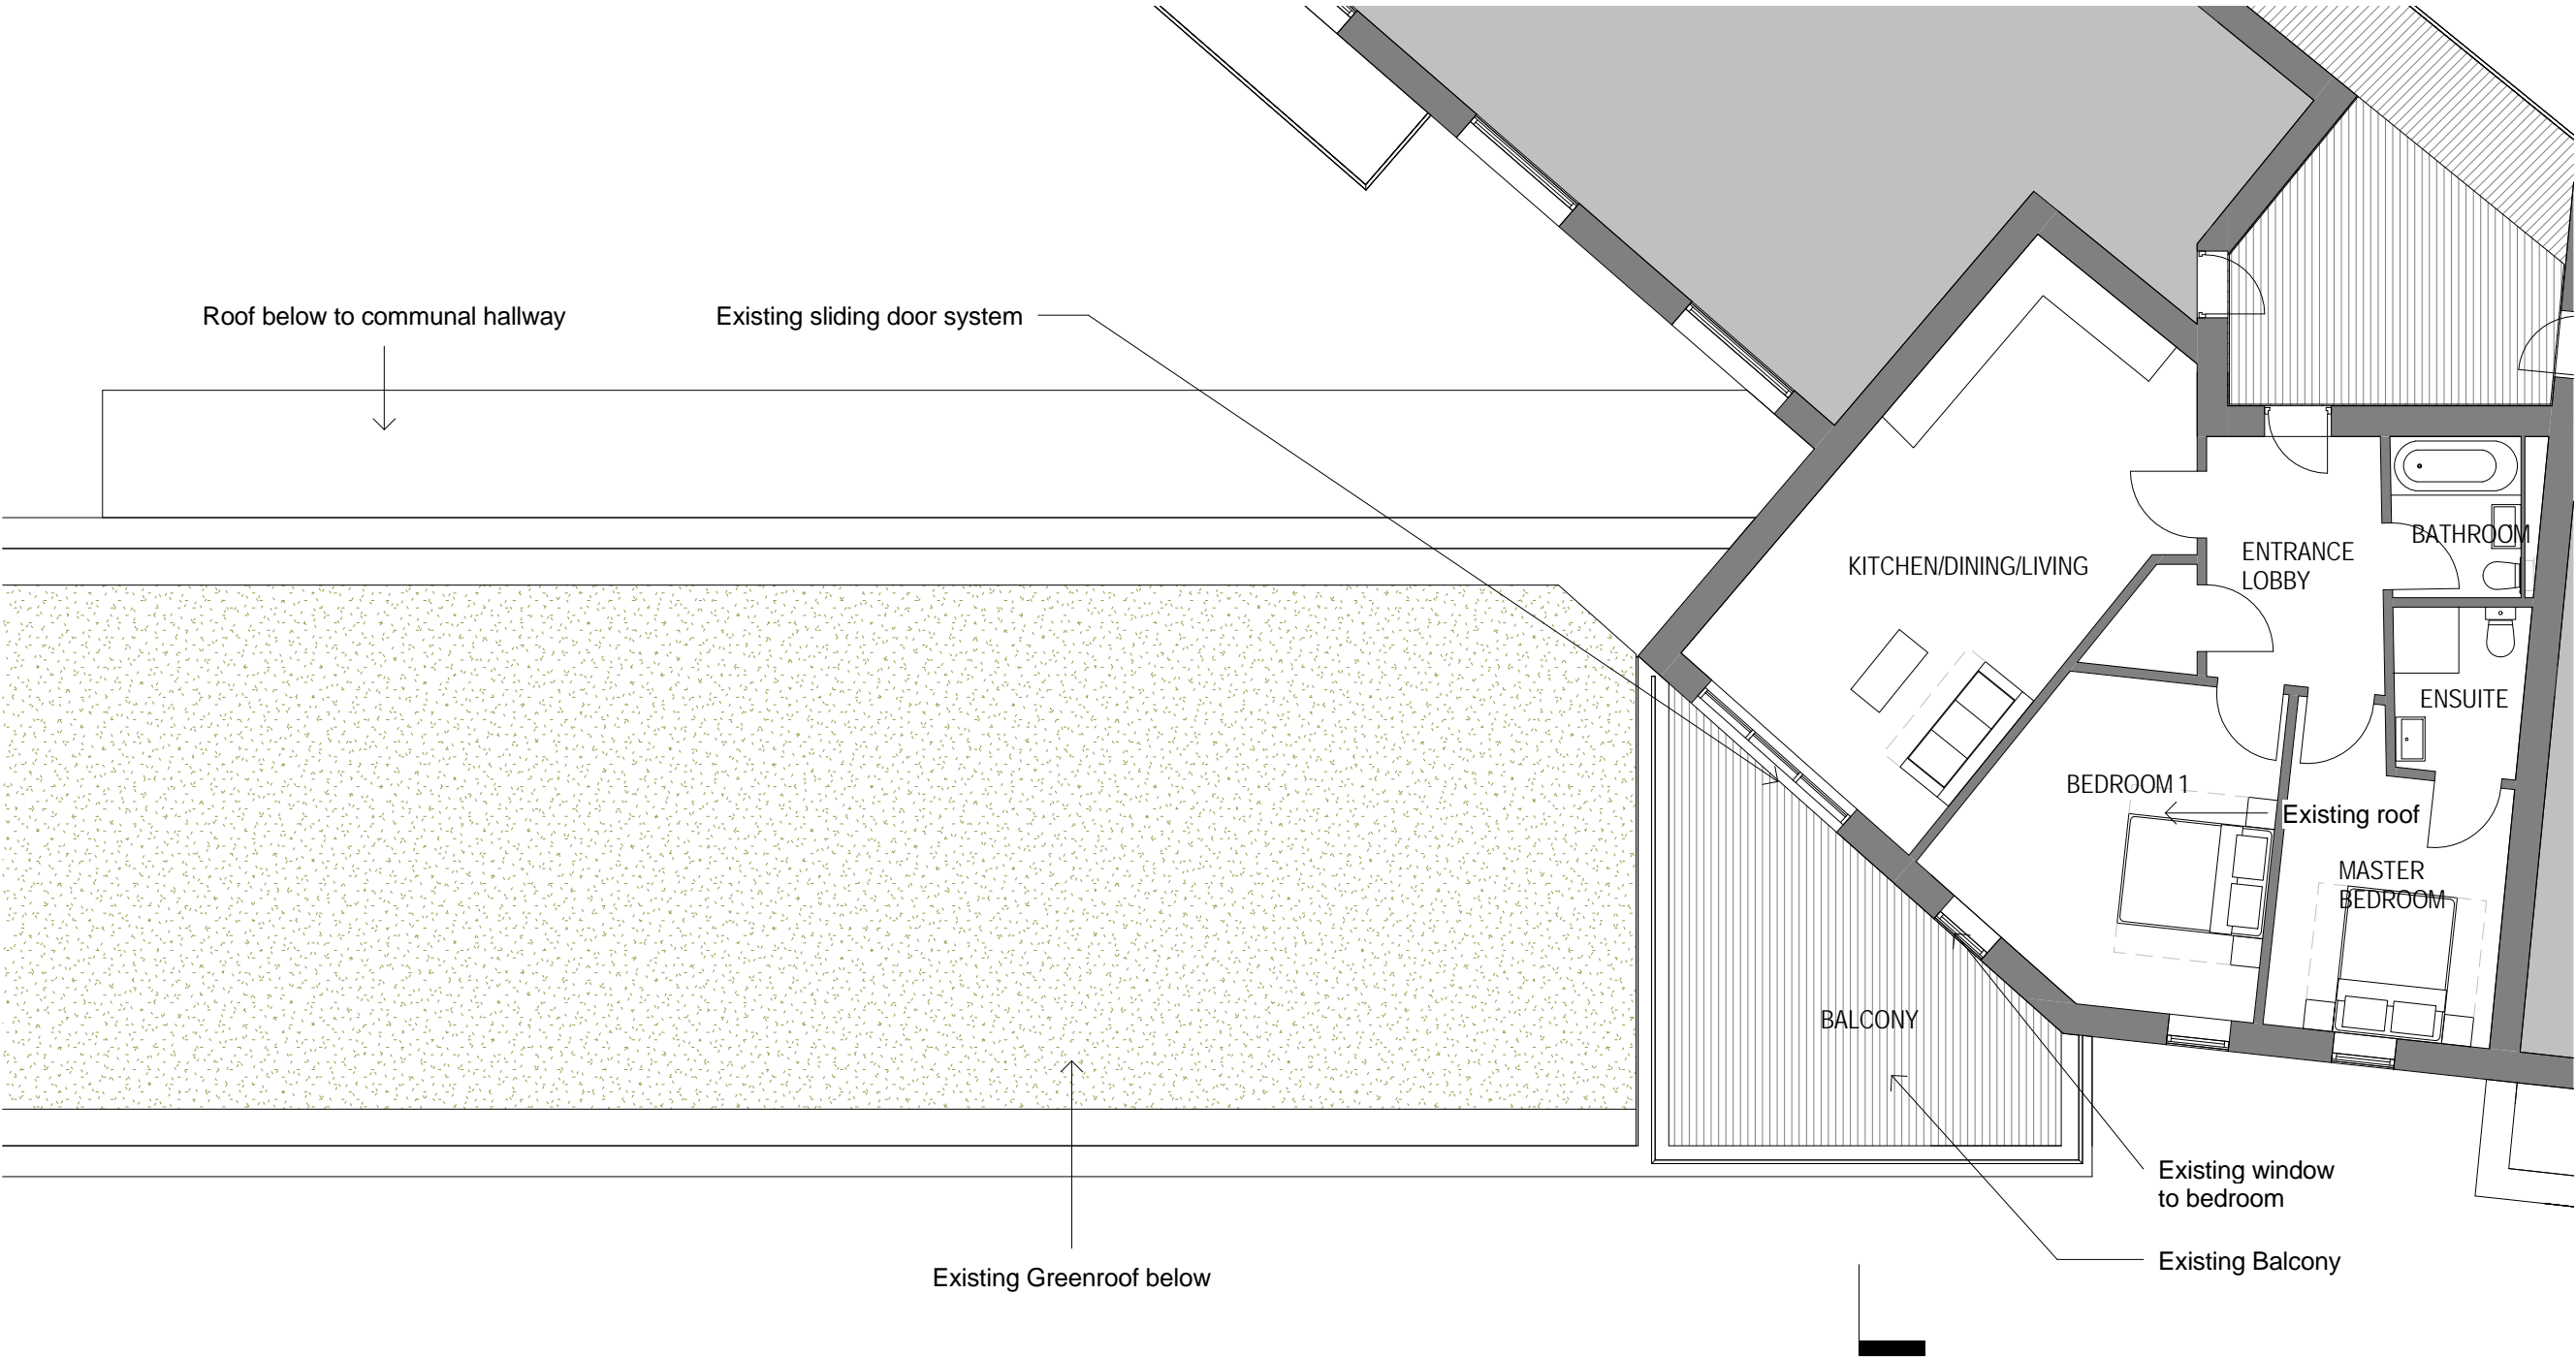 Roof below to communal hallway
Existing sliding door system
BATHROOM
ENTRANCE
LOBBY
KITCHEN/DINING/LIVING
ENSUITE
BEDROOM 1
Existing roof
MASTER
BEDROOM
BALCONY
Existing window
to bedroom
Existing Balcony
Existing Greenroof below